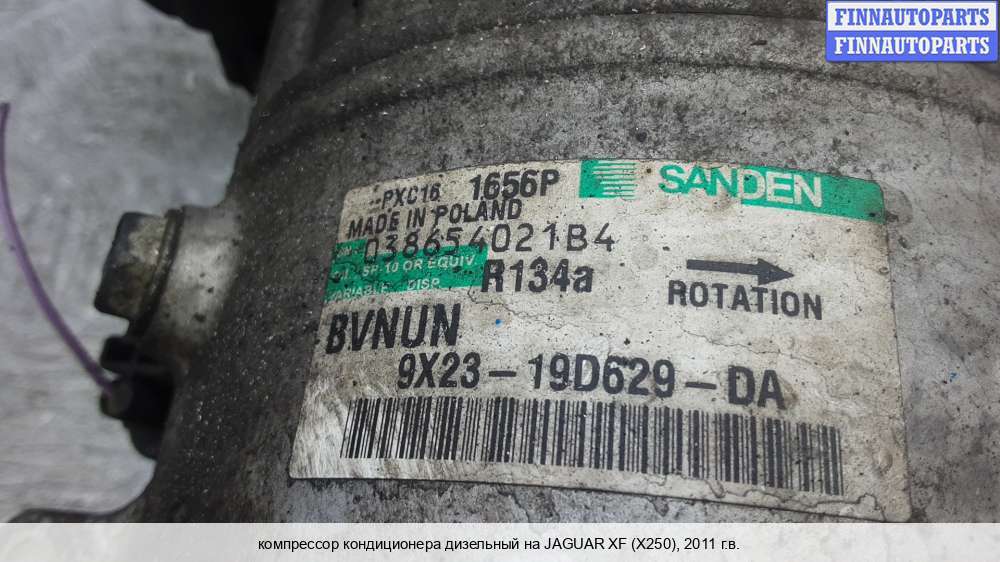 FINNAUTOPARTS
FINNAUTOPARTS
PXC16 1656P SANDEN
MADE IN POLAND
038654021B4
SP-10 OR EQUIV. R134a
VARIABLE DISP. ROTATION
BVNUN
9X23-19D629-DA
компрессор кондиционера дизельный на JAGUAR XF (X250), 2011 г.в.